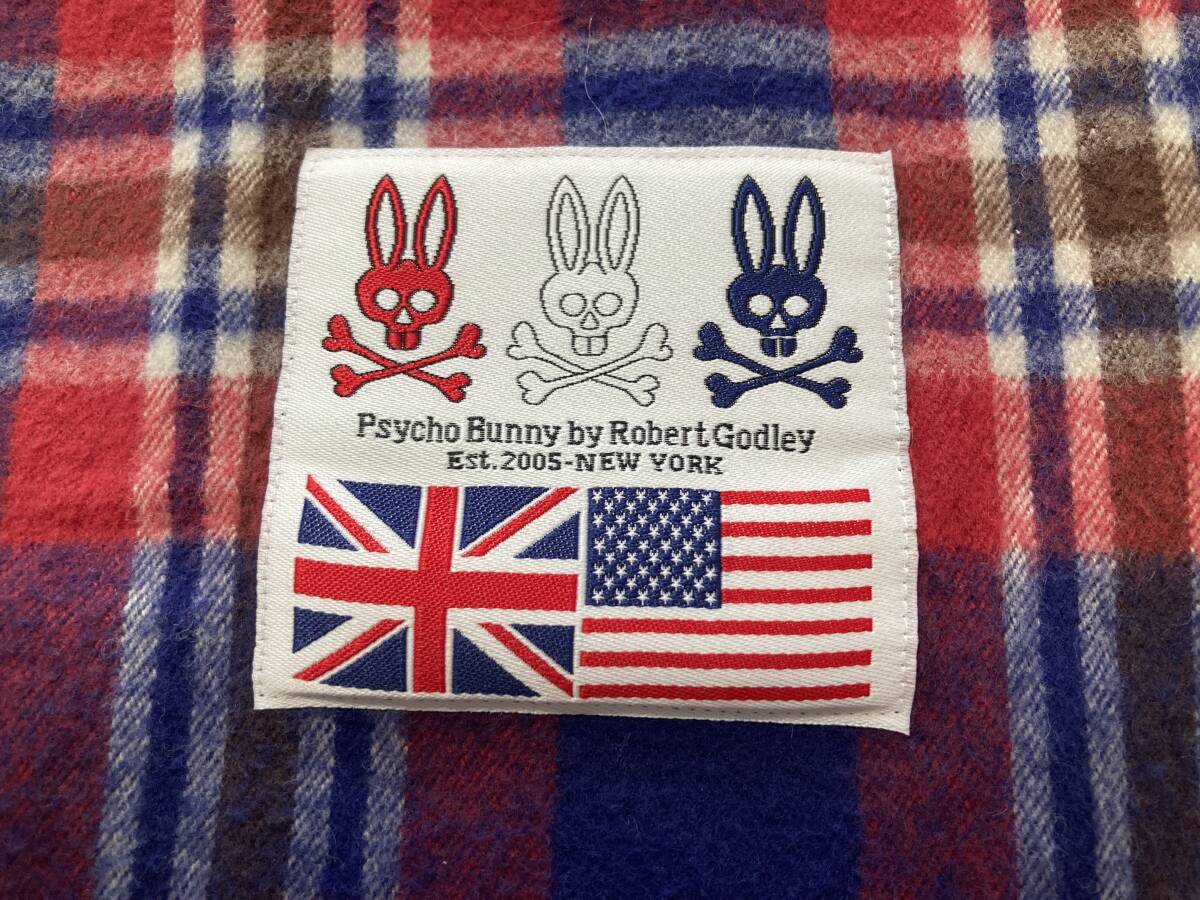 Psycho Bunny by Robert Godley
Est.2005-NEW YORK